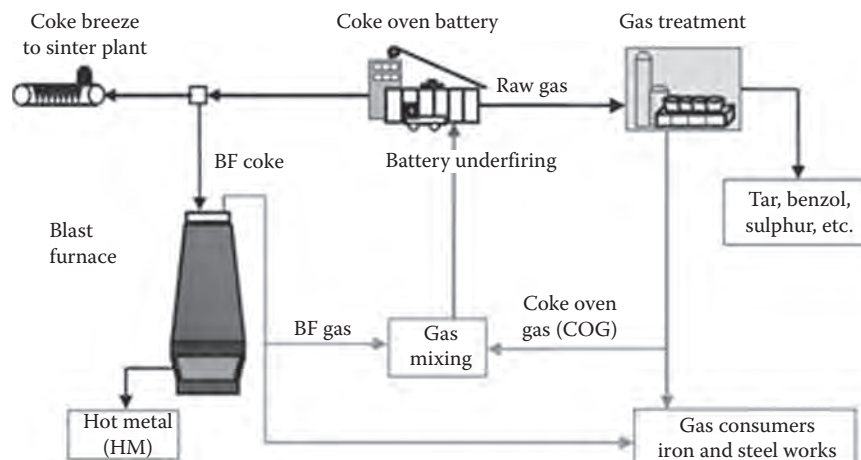 Coke breeze
to sinter plant
Coke oven battery
Gas treatment
Raw gas
BF coke
Battery underfiring
Tar, benzol,
sulphur, etc.
Blast
furnace
BF gas
Gas
mixing
Coke oven
gas (COG)
Hot metal
(HM)
Gas consumers
iron and steel works